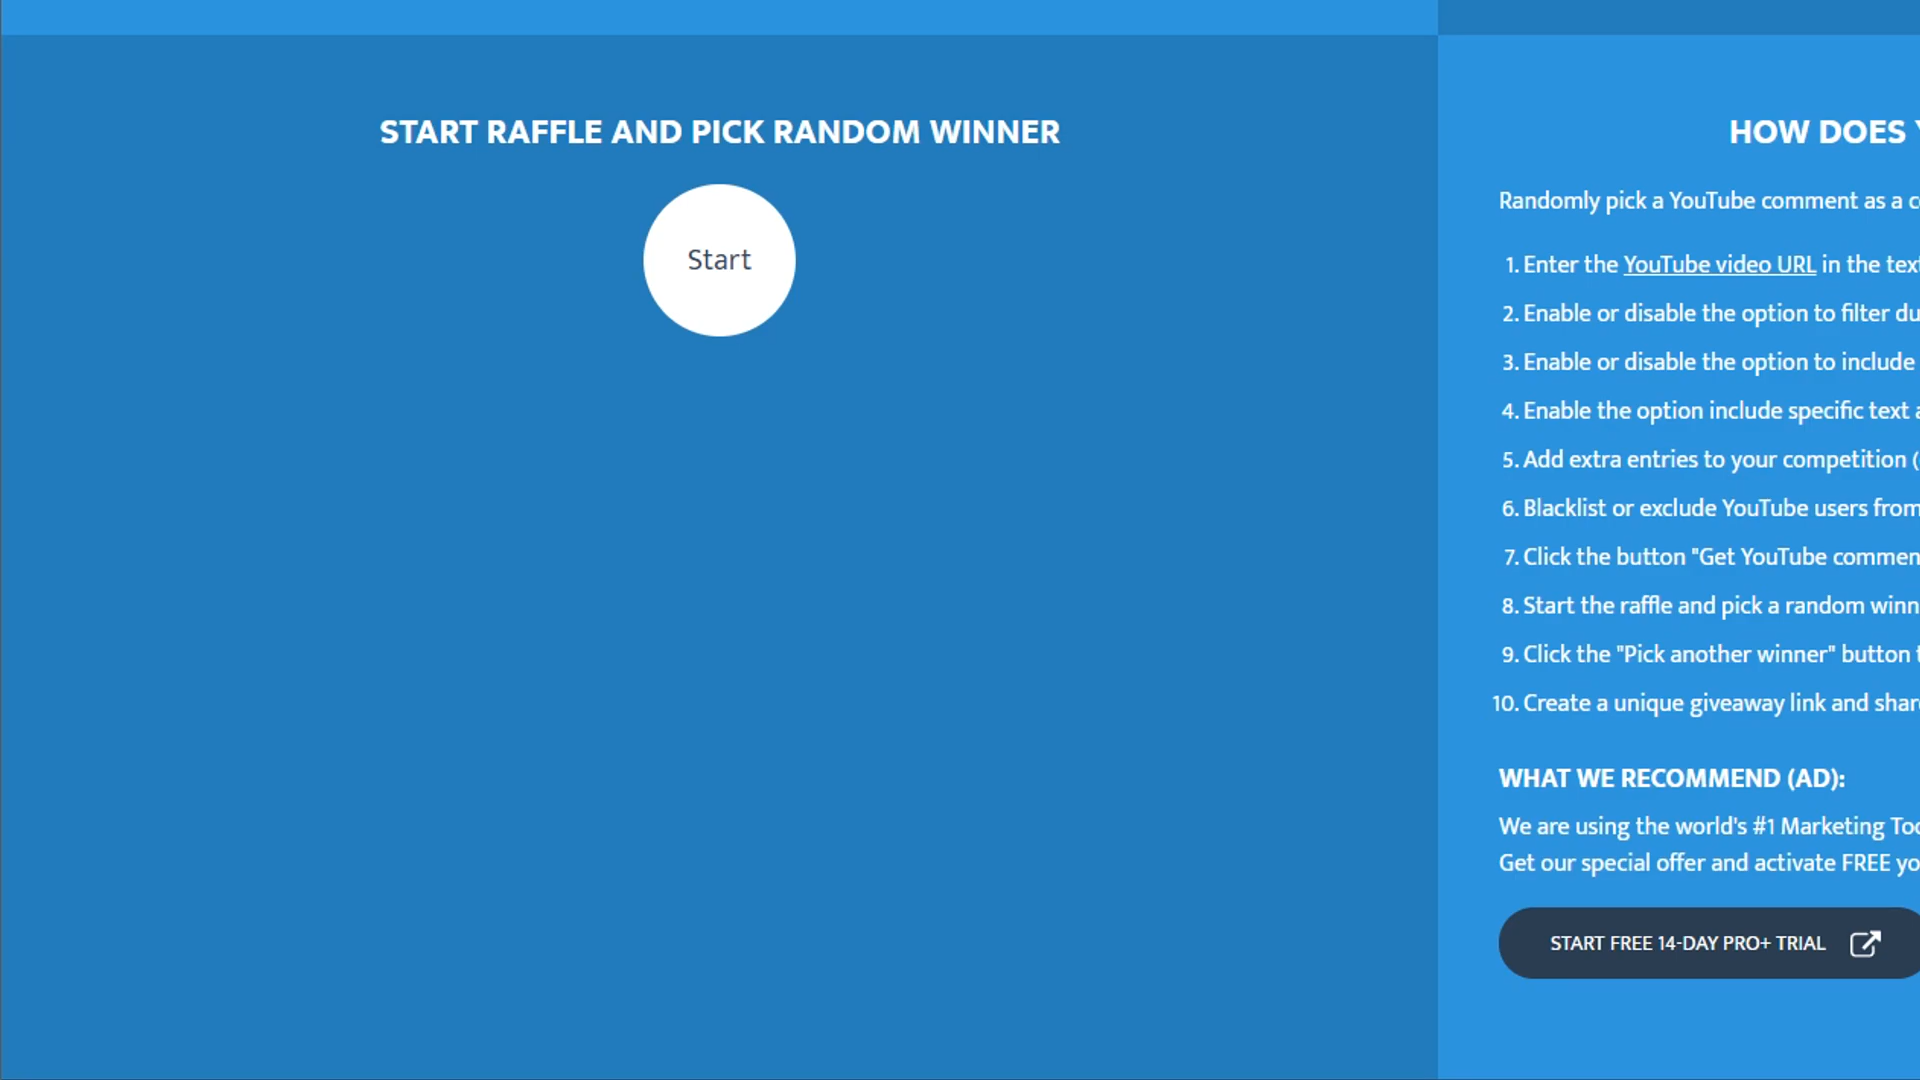 START RAFFLE AND PICK RANDOM WINNER
Start
HOW DOES
Randomly pick a YouTube comment as a
1. Enter the YouTube video URL in the text
2. Enable or disable the option to filter
3. Enable or disable the option to include
4. Enable the option include specific text
5. Add extra entries to your competition
6. Blacklist or exclude YouTube users from
7. Click the button "Get YouTube
8. Start the raffle and pick a random
9. Click the "Pick another winner" button
10. Create a unique giveaway link and
WHAT WE RECOMMEND (AD):
We are using the world's #1 Marketing
Get our special offer and activate FREE
START FREE 14-DAY PRO+ TRIAL